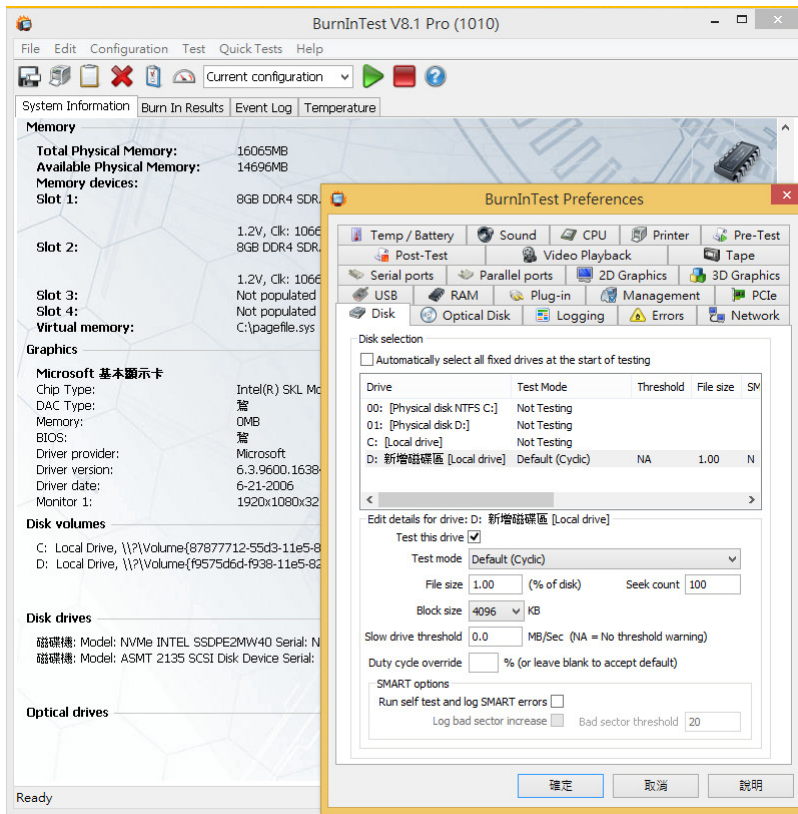 BurnInTest V8.1 Pro (1010)
File Edit Configuration Test Quick Tests Help
Current configuration
System Information Burn In Results Event Log Temperature
Memory
Total Physical Memory: 16065MB
Available Physical Memory: 14696MB
Memory devices:
Slot 1: 8GB DDR4 SDR
1.2V, Clk: 1066
Slot 2: 8GB DDR4 SDR
1.2V, Clk: 1066
Slot 3: Not populated
Slot 4: Not populated
Virtual memory: C:\pagefile.sys
Graphics
Microsoft 基本顯示卡
Chip Type: Intel(R) SKL Mo
DAC Type:
Memory: 0MB
BIOS:
Driver provider: Microsoft
Driver version: 6.3.9600.1638
Driver date: 6-21-2006
Monitor 1: 1920x1080x32
Disk volumes
C: Local Drive, \\?\Volume{87877712-55d3-11e5-8
D: Local Drive, \\?\Volume{f9575d6d-f938-11e5-82
Disk drives
磁碟機: Model: NVMe INTEL SSDPE2MW40 Serial: N
磁碟機: Model: ASMT 2135 SCSI Disk Device Serial:
Optical drives
Ready
BurnInTest Preferences
Temp / Battery Sound CPU Printer Pre-Test
Post-Test Video Playback Tape
Serial ports Parallel ports 2D Graphics 3D Graphics
USB RAM Plug-in Management PCIe
Disk Optical Disk Logging Errors Network
Disk selection
Automatically select all fixed drives at the start of testing
Drive Test Mode Threshold File size SM
00: [Physical disk NTFS C:] Not Testing
01: [Physical disk D:] Not Testing
C: [Local drive] Not Testing
D: 新增磁碟區 [Local drive] Default (Cyclic) NA 1.00 N
Edit details for drive: D: 新增磁碟區 [Local drive]
Test this drive
Test mode Default (Cyclic)
File size 1.00 (% of disk) Seek count 100
Block size 4096 KB
Slow drive threshold 0.0 MB/Sec (NA = No threshold warning)
Duty cycle override % (or leave blank to accept default)
SMART options
Run self test and log SMART errors
Log bad sector increase Bad sector threshold 20
確定 取消 說明